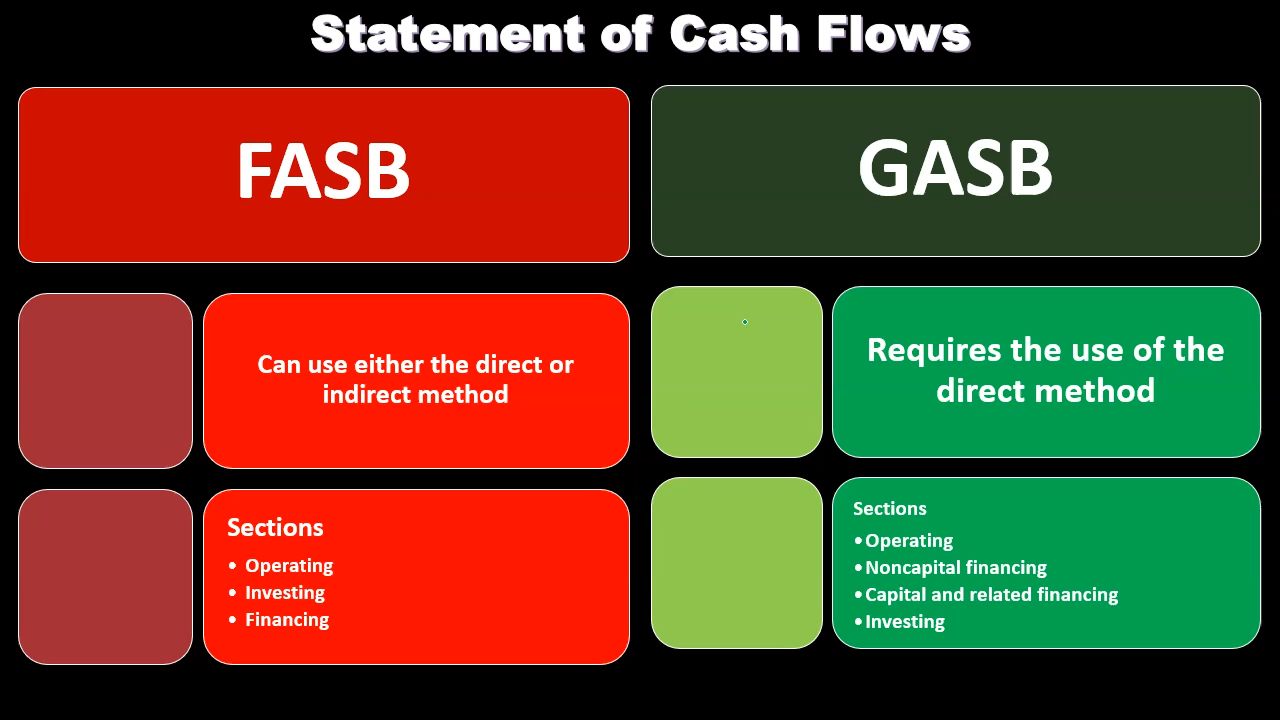 Statement of Cash Flows
FASB
Can use either the direct or
indirect method
Sections
• Operating
• Investing
• Financing
GASB
Requires the use of the
direct method
Sections
•Operating
•Noncapital financing
•Capital and related financing
•Investing